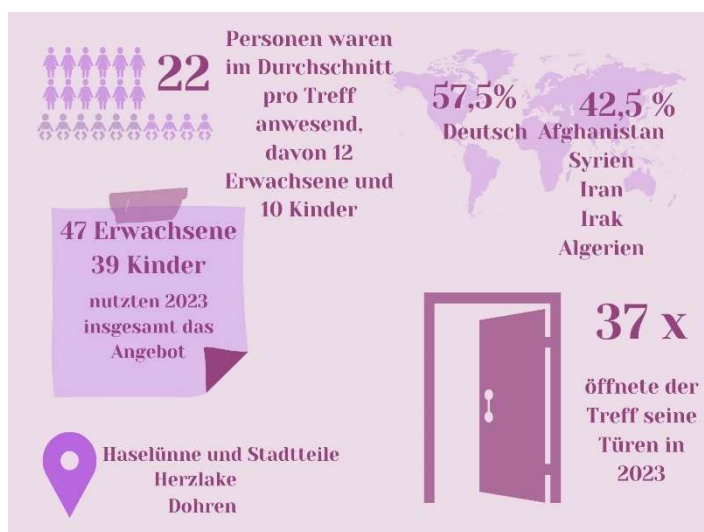 22
Personen waren
im Durchschnitt
pro Treff
anwesend,
davon 12
Erwachsene und
10 Kinder
57,5%
Deutsch
42,5 %
Afghanistan
Syrien
Iran
Irak
Algerien
47 Erwachsene
39 Kinder
nutzten 2023
insgesamt das
Angebot
37 x
öffnete der
Treff seine
Türen in
2023
Haselünne und Stadtteile
Herzlake
Dohren